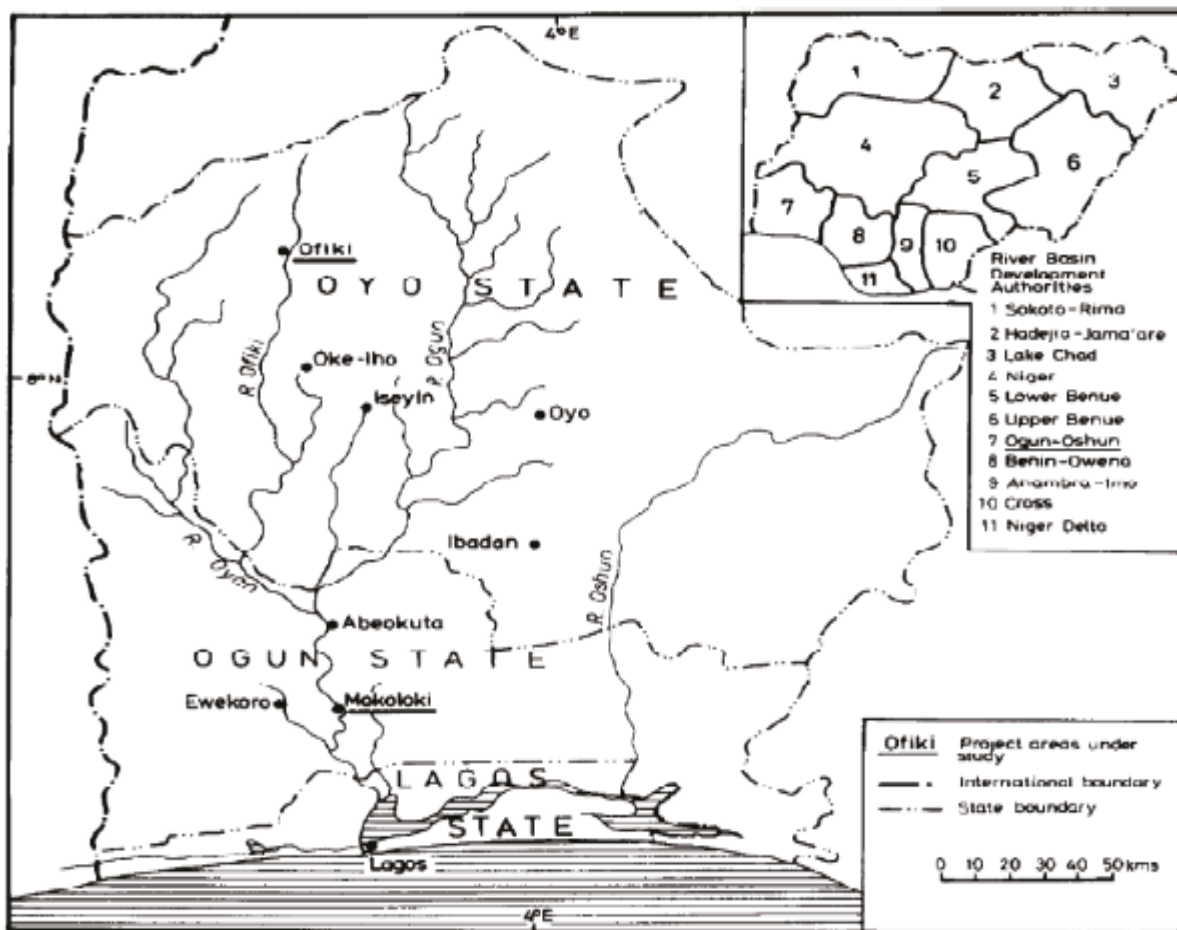 4°E
1
2
3
4
5
6
7
8
9
10
11
River Basin
Development
Authorities
1 Sokoto-Rima
2 Hadejia-Jama'are
3 Lake Chad
4 Niger
5 Lower Benue
6 Upper Benue
7 Ogun-Oshun
8 Benin-Owena
9 Anambra-Imo
10 Cross
11 Niger Delta
Ofiki
OYO STATE
R. Ofiki
R. Ogun
Oke-Iho
8°N
Iseyin
Oyo
Ibadan
R. Oyan
R. Oshun
Abeokuta
OGUN STATE
Ewekoro
Mokoloki
LAGOS
STATE
Lagos
4°E
Ofiki Project areas under
study
International boundary
State boundary
0 10 20 30 40 50 kms